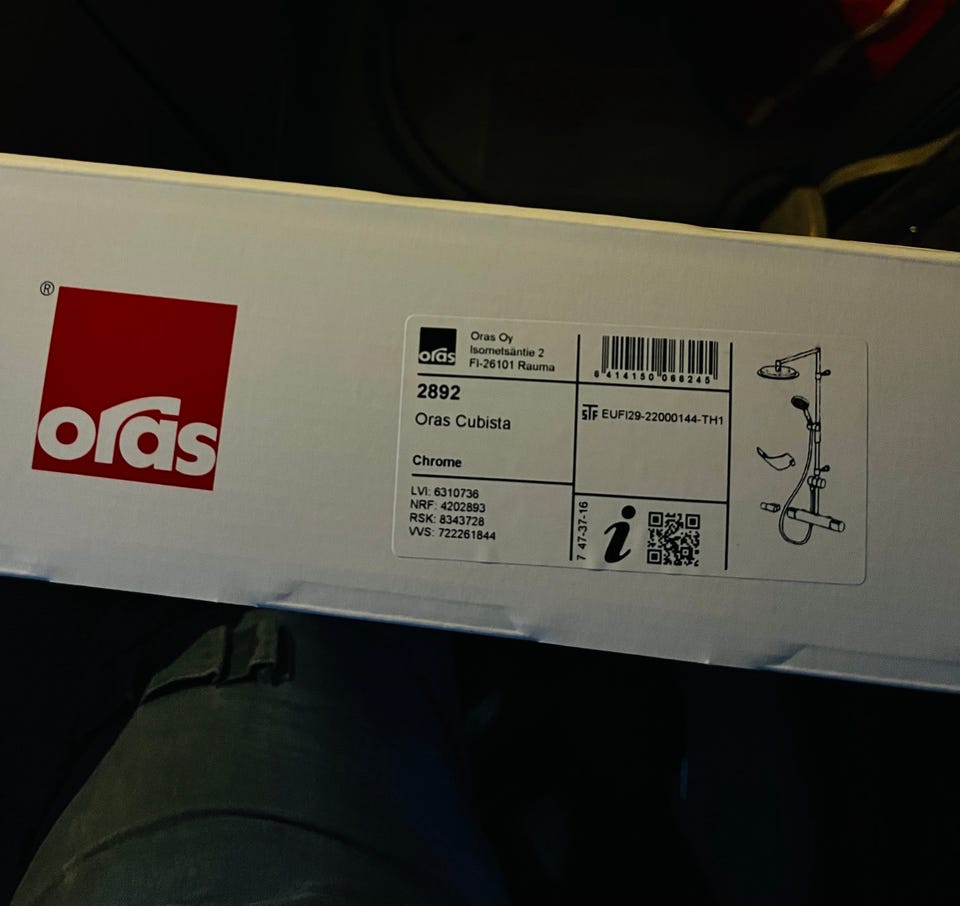 ®
oras
oras
Oras Oy
Isometsäntie 2
FI-26101 Rauma
2892
Oras Cubista
Chrome
LVI: 6310736
NRF: 4202893
RSK: 8343728
VVS: 722261844
6 414150 066245
STF EUFI29-22000144-TH1
7 47-37-16
i